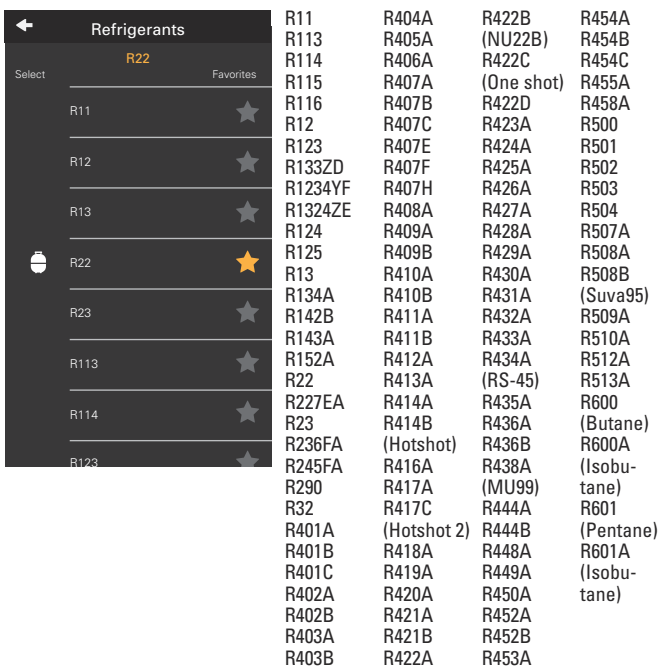 Refrigerants
R22
Select
Favorites
R11
R12
R13
R22
R23
R113
R114
R123
R11
R113
R114
R115
R116
R12
R123
R133ZD
R1234YF
R1324ZE
R124
R125
R13
R134A
R142B
R143A
R152A
R22
R227EA
R23
R236FA
R245FA
R290
R32
R401A
R401B
R401C
R402A
R402B
R403A
R403B
R404A
R405A
R406A
R407A
R407B
R407C
R407E
R407F
R407H
R408A
R409A
R409B
R410A
R410B
R411A
R411B
R412A
R413A
R414A
R414B
(Hotshot)
R416A
R417A
R417C
(Hotshot 2)
R418A
R419A
R420A
R421A
R421B
R422A
R422B
(NU22B)
R422C
(One shot)
R422D
R423A
R424A
R425A
R426A
R427A
R428A
R429A
R430A
R431A
R432A
R433A
R434A
(RS-45)
R435A
R436A
R436B
R438A
(MU99)
R444A
R444B
R448A
R449A
R450A
R452A
R452B
R453A
R454A
R454B
R454C
R455A
R458A
R500
R501
R502
R503
R504
R507A
R508A
R508B
(Suva95)
R509A
R510A
R512A
R513A
R600
(Butane)
R600A
(Isobu-
tane)
R601
(Pentane)
R601A
(Isobu-
tane)